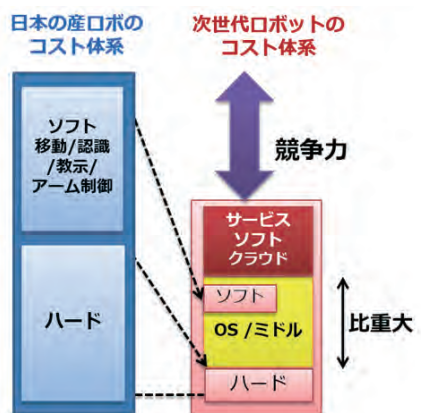 日本の産ロボの
コスト体系
次世代ロボットの
コスト体系
ソフト
移動/認識
/教示/
アーム制御
ハード
競争力
サービス
ソフト
クラウド
ソフト
OS /ミドル
ハード
比重大